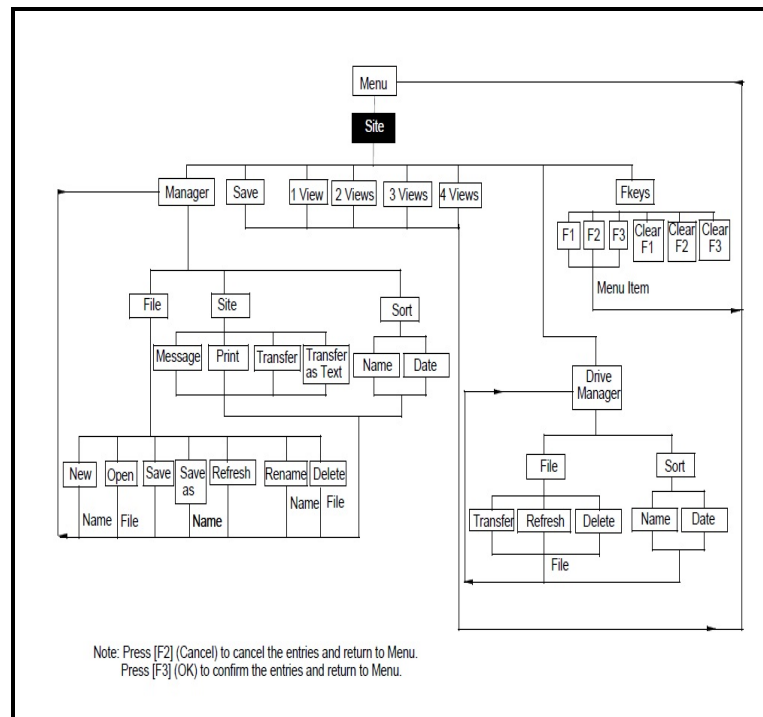 Menu
Site
Manager
Save
1 View
2 Views
3 Views
4 Views
Fkeys
F1
F2
F3
Clear
F1
Clear
F2
Clear
F3
Menu Item
File
Site
Sort
Message
Print
Transfer
Transfer
as Text
Name
Date
Drive
Manager
New
Open
Save
Save
as
Refresh
Rename
Delete
Name
File
Name
Name
File
File
Sort
Transfer
Refresh
Delete
Name
Date
File
Note: Press [F2] (Cancel) to cancel the entries and return to Menu.
Press [F3] (OK) to confirm the entries and return to Menu.